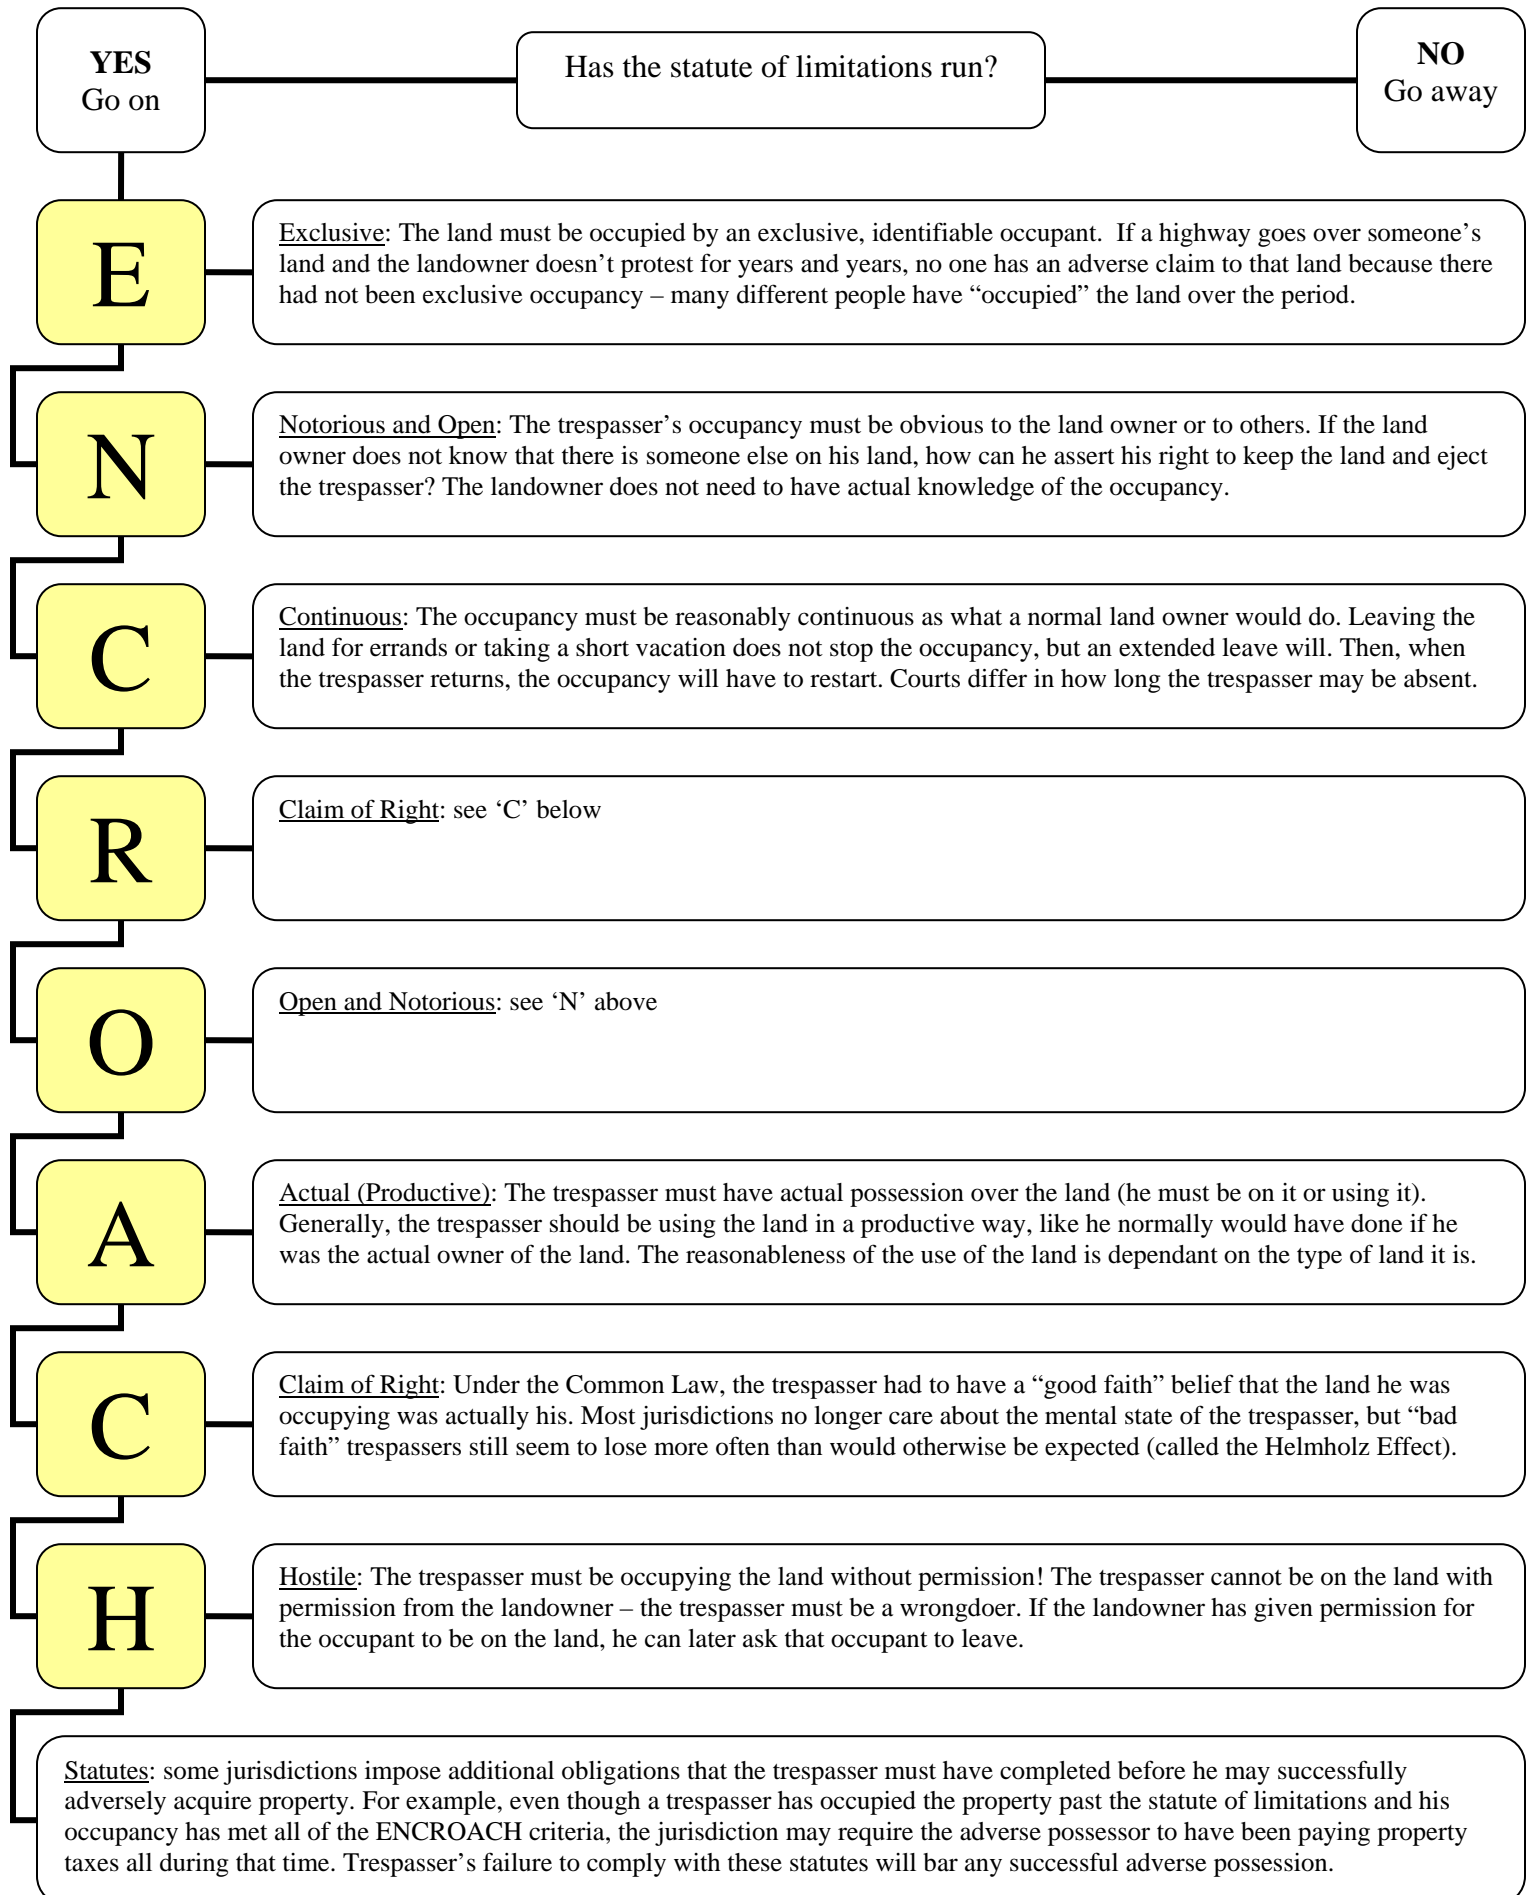 YES
Go on
Has the statute of limitations run?
NO
Go away
E
Exclusive: The land must be occupied by an exclusive, identifiable occupant.  If a highway goes over someone’s
land and the landowner doesn’t protest for years and years, no one has an adverse claim to that land because there
had not been exclusive occupancy – many different people have “occupied” the land over the period.
N
Notorious and Open: The trespasser’s occupancy must be obvious to the land owner or to others. If the land
owner does not know that there is someone else on his land, how can he assert his right to keep the land and eject
the trespasser? The landowner does not need to have actual knowledge of the occupancy.
C
Continuous: The occupancy must be reasonably continuous as what a normal land owner would do. Leaving the
land for errands or taking a short vacation does not stop the occupancy, but an extended leave will. Then, when
the trespasser returns, the occupancy will have to restart. Courts differ in how long the trespasser may be absent.
R
Claim of Right: see ‘C’ below
O
Open and Notorious: see ‘N’ above
A
Actual (Productive): The trespasser must have actual possession over the land (he must be on it or using it).
Generally, the trespasser should be using the land in a productive way, like he normally would have done if he
was the actual owner of the land. The reasonableness of the use of the land is dependant on the type of land it is.
C
Claim of Right: Under the Common Law, the trespasser had to have a “good faith” belief that the land he was
occupying was actually his. Most jurisdictions no longer care about the mental state of the trespasser, but “bad
faith” trespassers still seem to lose more often than would otherwise be expected (called the Helmholz Effect).
H
Hostile: The trespasser must be occupying the land without permission! The trespasser cannot be on the land with
permission from the landowner – the trespasser must be a wrongdoer. If the landowner has given permission for
the occupant to be on the land, he can later ask that occupant to leave.
Statutes: some jurisdictions impose additional obligations that the trespasser must have completed before he may successfully
adversely acquire property. For example, even though a trespasser has occupied the property past the statute of limitations and his
occupancy has met all of the ENCROACH criteria, the jurisdiction may require the adverse possessor to have been paying property
taxes all during that time. Trespasser’s failure to comply with these statutes will bar any successful adverse possession.